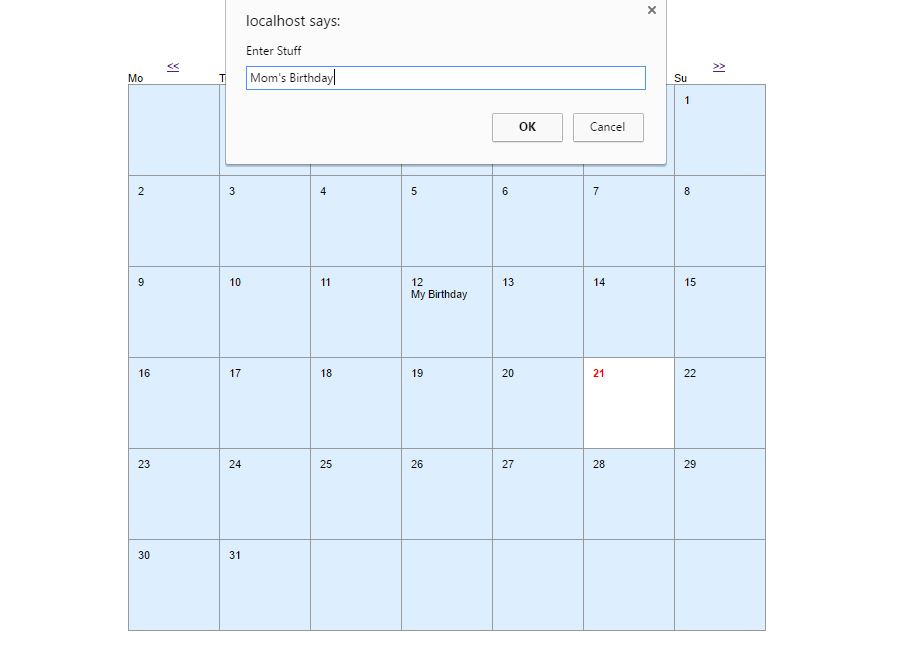 localhost says:
Enter Stuff
Mom's Birthday
OK Cancel
<< >>
Mo Su
1
2 3 4 5 6 7 8
9 10 11 12 13 14 15
My Birthday
16 17 18 19 20 21 22
23 24 25 26 27 28 29
30 31